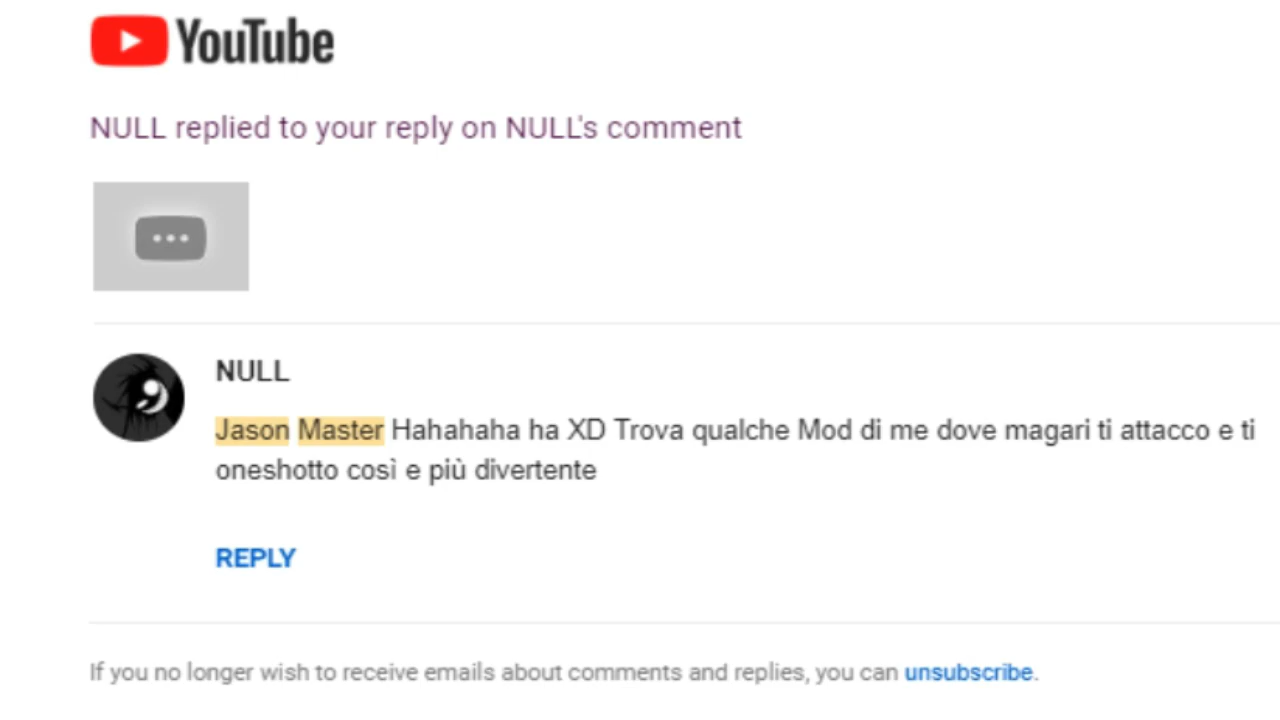 YouTube
NULL replied to your reply on NULL's comment
NULL
Jason Master Hahahaha ha XD Trova qualche Mod di me dove magari ti attacco e ti
oneshotto così e più divertente
REPLY
If you no longer wish to receive emails about comments and replies, you can unsubscribe.